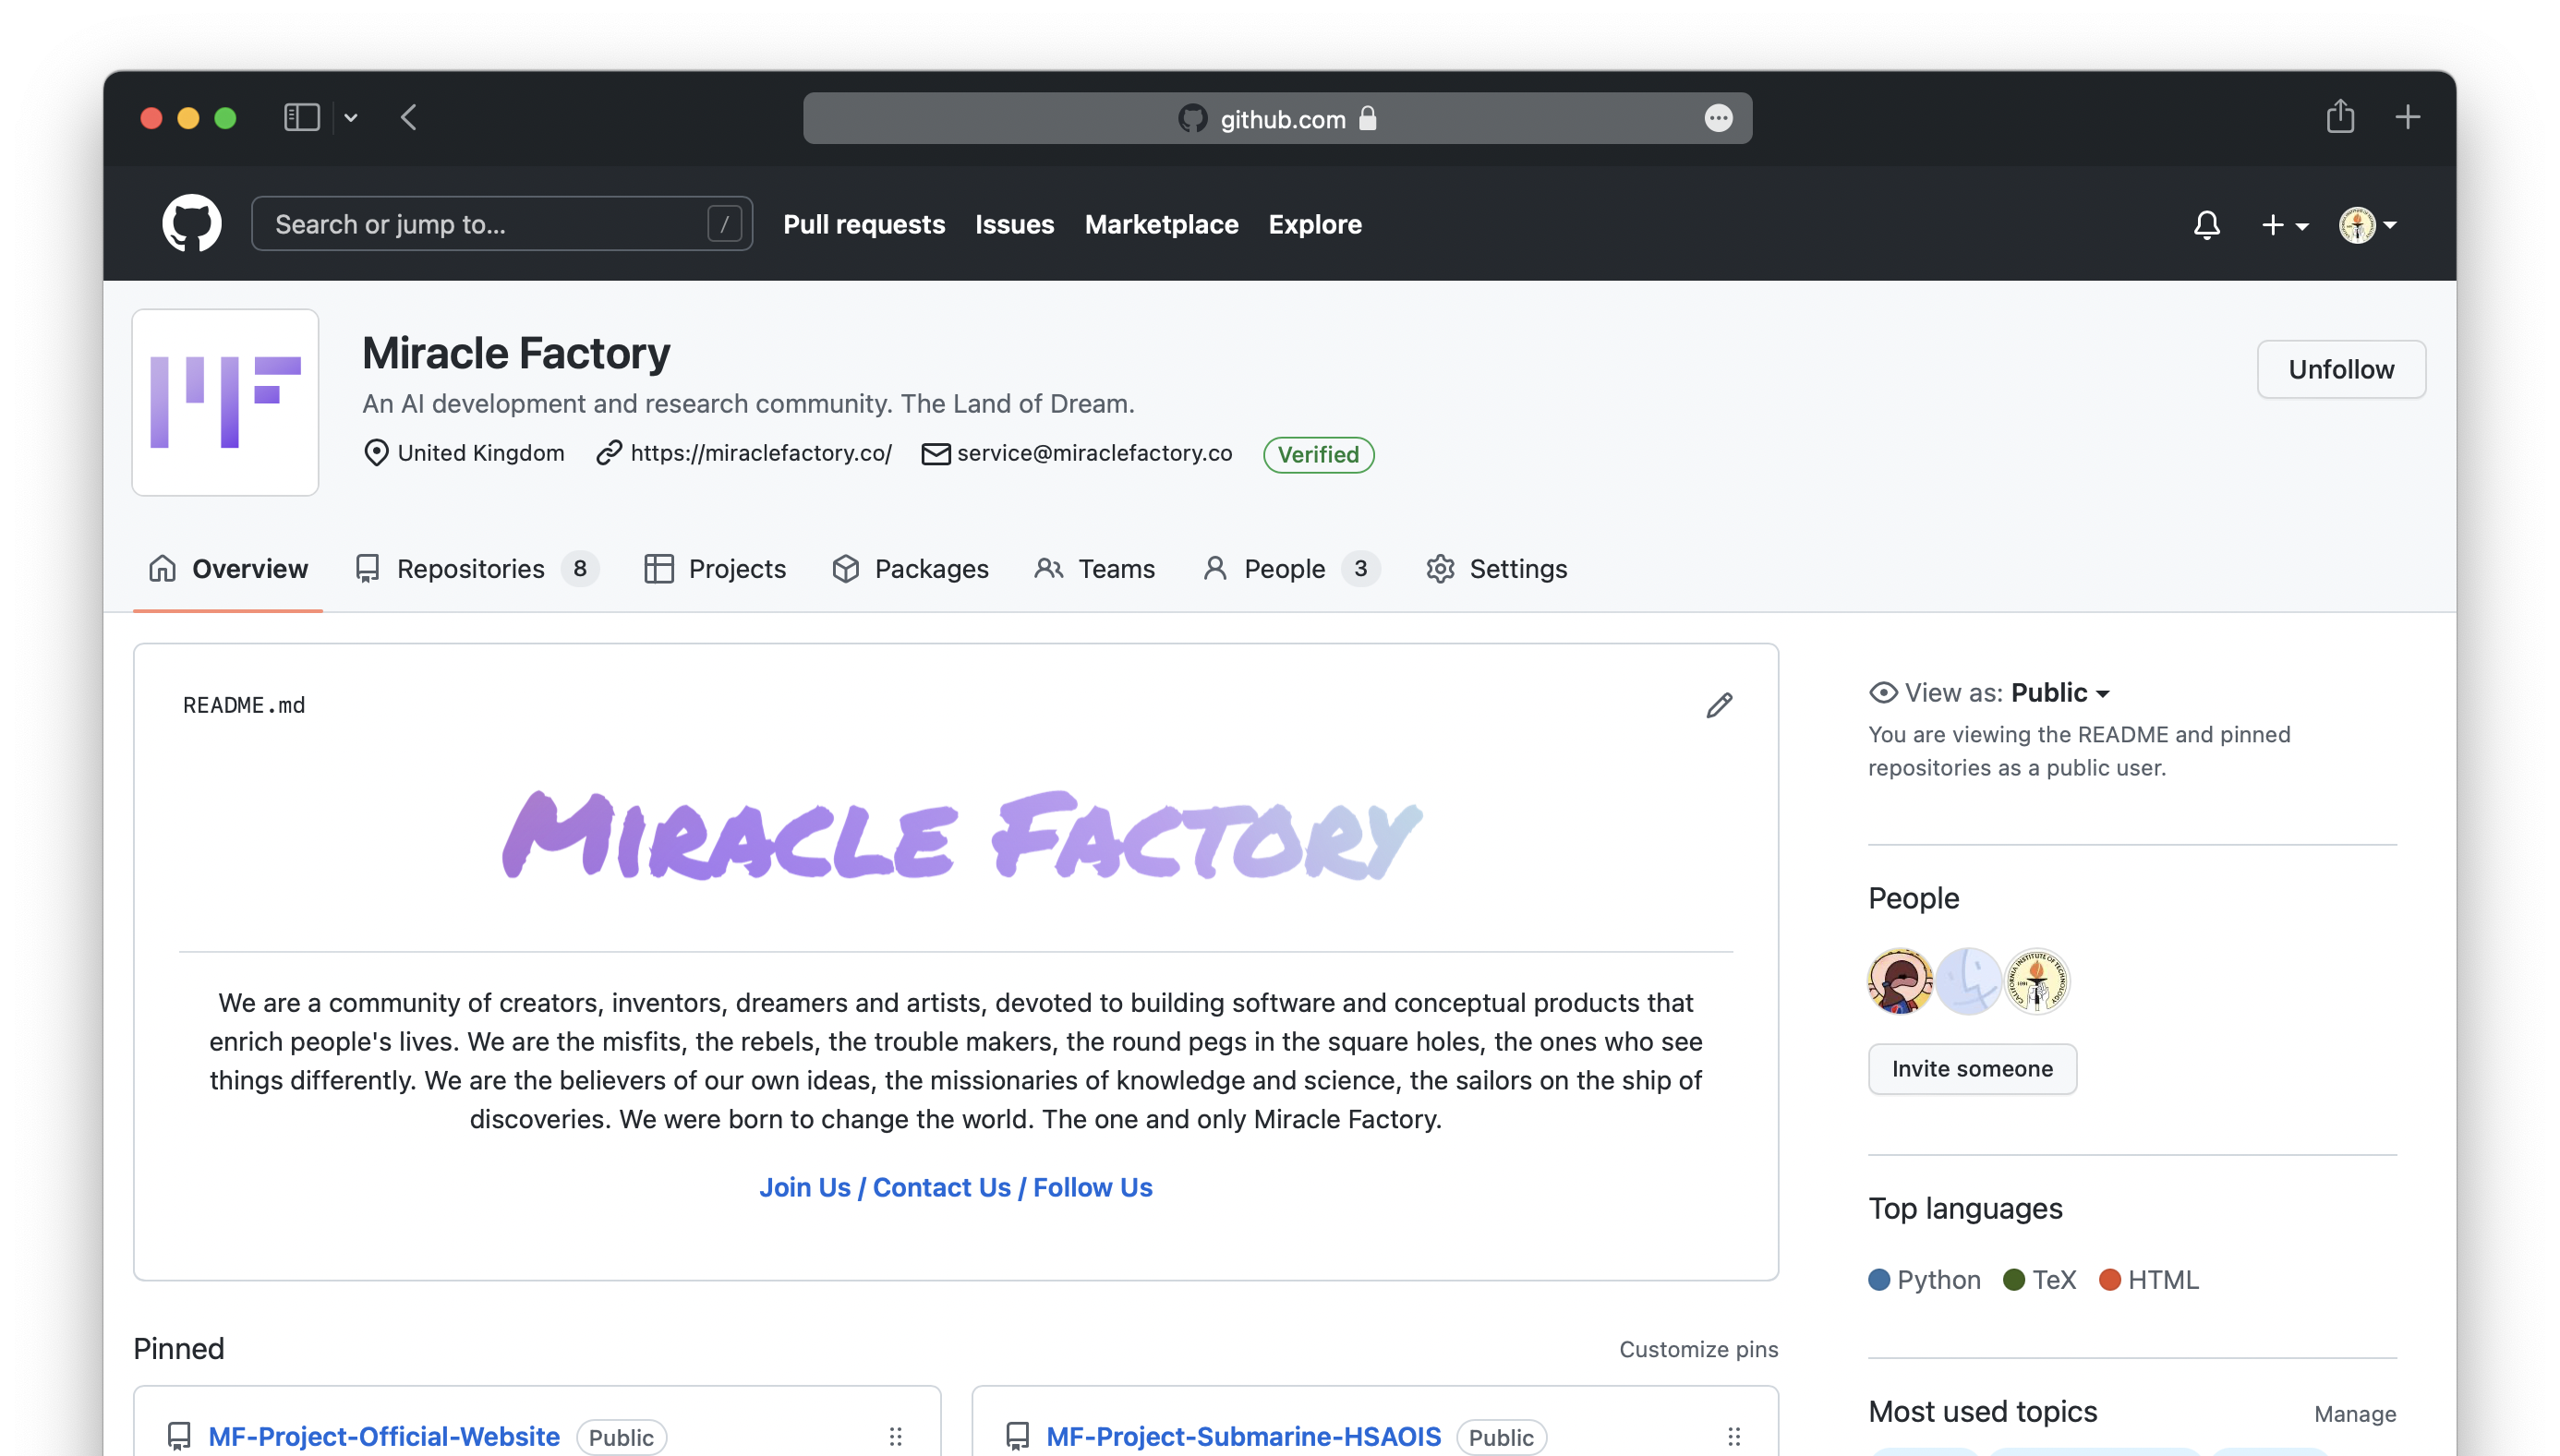 github.com
Search or jump to... /
Pull requests Issues Marketplace Explore
MF
Miracle Factory
An AI development and research community. The Land of Dream.
United Kingdom https://miraclefactory.co/ service@miraclefactory.co Verified
Unfollow
Overview Repositories 8 Projects Packages Teams People 3 Settings
README.md
MIRACLE FACTORY
We are a community of creators, inventors, dreamers and artists, devoted to building software and conceptual products that
enrich people's lives. We are the misfits, the rebels, the trouble makers, the round pegs in the square holes, the ones who see
things differently. We are the believers of our own ideas, the missionaries of knowledge and science, the sailors on the ship of
discoveries. We were born to change the world. The one and only Miracle Factory.
Join Us / Contact Us / Follow Us
Pinned
Customize pins
MF-Project-Official-Website Public
MF-Project-Submarine-HSAOIS Public
View as: Public
You are viewing the README and pinned
repositories as a public user.
People
CALIFORNIA INSTITUTE OF TECHNOLOGY
1891
Invite someone
Top languages
Python TeX HTML
Most used topics
Manage